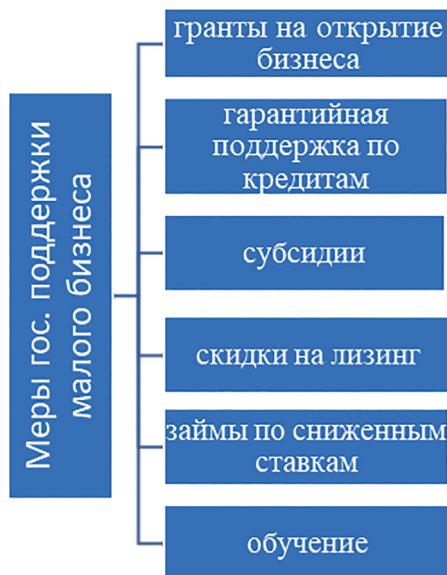 Меры гос. поддержки
малого бизнеса
гранты на открытие
бизнеса
гарантийная
поддержка по
кредитам
субсидии
скидки на лизинг
займы по сниженным
ставкам
обучение